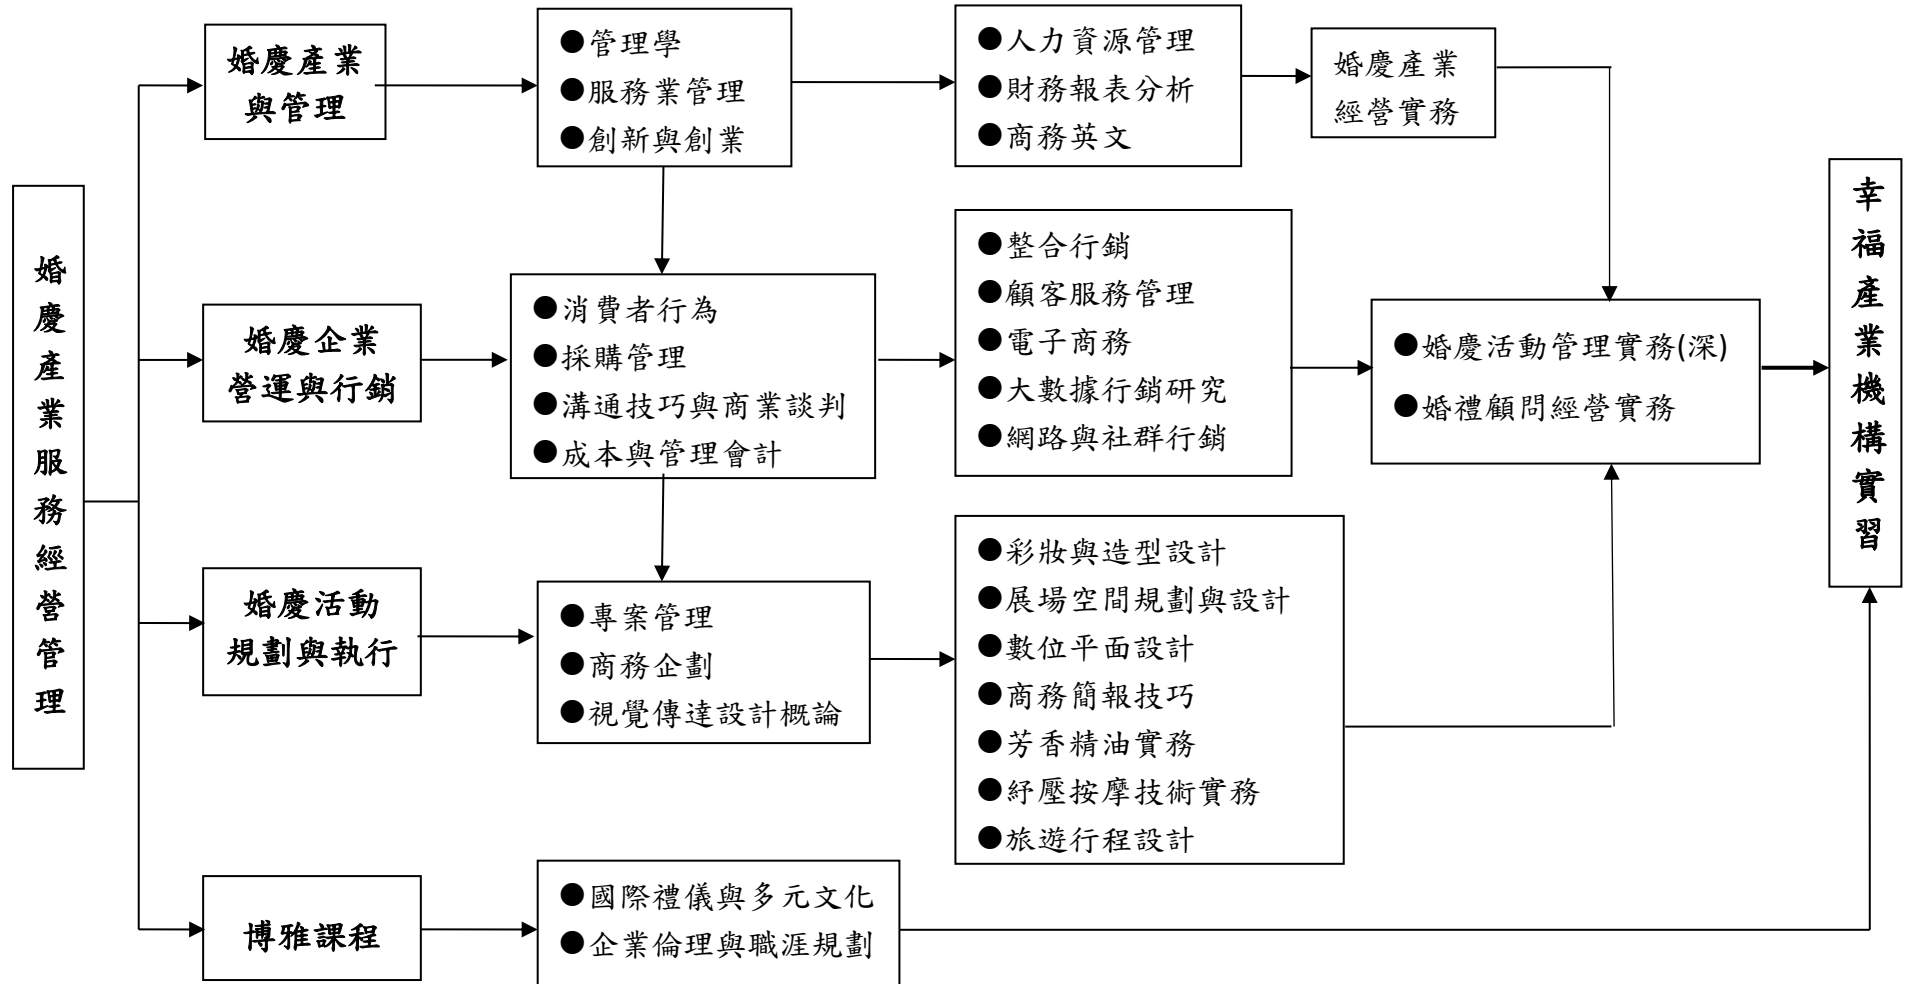 婚慶產業服務經營管理
婚慶產業
與管理
●管理學
●服務業管理
●創新與創業
●人力資源管理
●財務報表分析
●商務英文
婚慶產業
經營實務
婚慶企業
營運與行銷
●消費者行為
●採購管理
●溝通技巧與商業談判
●成本與管理會計
●整合行銷
●顧客服務管理
●電子商務
●大數據行銷研究
●網路與社群行銷
●婚慶活動管理實務(深)
●婚禮顧問經營實務
婚慶活動
規劃與執行
●專案管理
●商務企劃
●視覺傳達設計概論
●彩妝與造型設計
●展場空間規劃與設計
●數位平面設計
●商務簡報技巧
●芳香精油實務
●紓壓按摩技術實務
●旅遊行程設計
博雅課程
●國際禮儀與多元文化
●企業倫理與職涯規劃
幸福產業機構實習